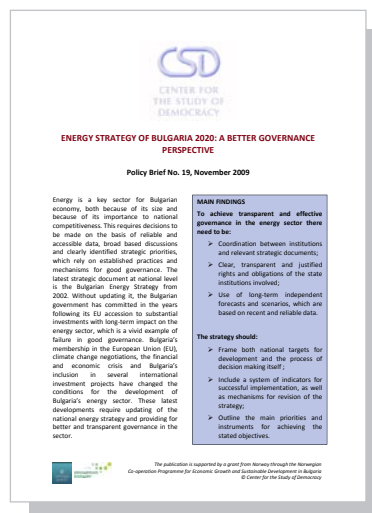 CSD
CENTER FOR
THE STUDY OF
DEMOCRACY
ENERGY STRATEGY OF BULGARIA 2020: A BETTER GOVERNANCE
PERSPECTIVE
Policy Brief No. 19, November 2009
Energy is a key sector for Bulgarian
economy, both because of its size and
because of its importance to national
competitiveness. This requires decisions to
be made on the basis of reliable and
accessible data, broad based discussions
and clearly identified strategic priorities,
which rely on established practices and
mechanisms for good governance. The
latest strategic document at national level
is the Bulgarian Energy Strategy from
2002. Without updating it, the Bulgarian
government has committed in the years
following its EU accession to substantial
investments with long-term impact on the
energy sector, which is a vivid example of
failure in good governance. Bulgaria's
membership in the European Union (EU),
climate change negotiations, the financial
and economic crisis and Bulgaria's
inclusion in several international
investment projects have changed the
conditions for the development of
Bulgaria's energy sector. These latest
developments require updating of the
national energy strategy and providing for
better and transparent governance in the
sector.
MAIN FINDINGS
To achieve transparent and effective
governance in the energy sector there
need to be:
➢ Coordination between institutions
and relevant strategic documents;
➢ Clear, transparent and justified
rights and obligations of the state
institutions involved;
➢ Use of long-term independent
forecasts and scenarios, which are
based on recent and reliable data.
The strategy should:
➢ Frame both national targets for
development and the process of
decision making itself ;
➢ Include a system of indicators for
successful implementation, as well
as mechanisms for revision of the
strategy;
➢ Outline the main priorities and
instruments for achieving the
stated objectives.
The publication is supported by a grant from Norway through the Norwegian
Co-operation Programme for Economic Growth and Sustainable Development in Bulgaria
© Center for the Study of Democracy